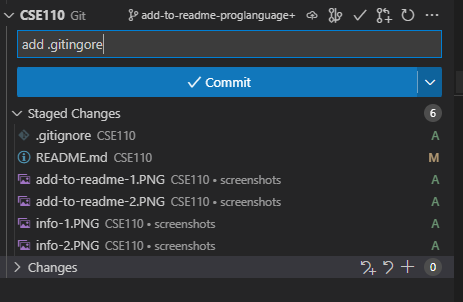 CSE110 Git add-to-readme-proglanguage+
add .gitingore
Commit
Staged Changes 6
.gitignore CSE110 A
README.md CSE110 M
add-to-readme-1.PNG CSE110 • screenshots A
add-to-readme-2.PNG CSE110 • screenshots A
info-1.PNG CSE110 • screenshots A
info-2.PNG CSE110 • screenshots A
Changes 0